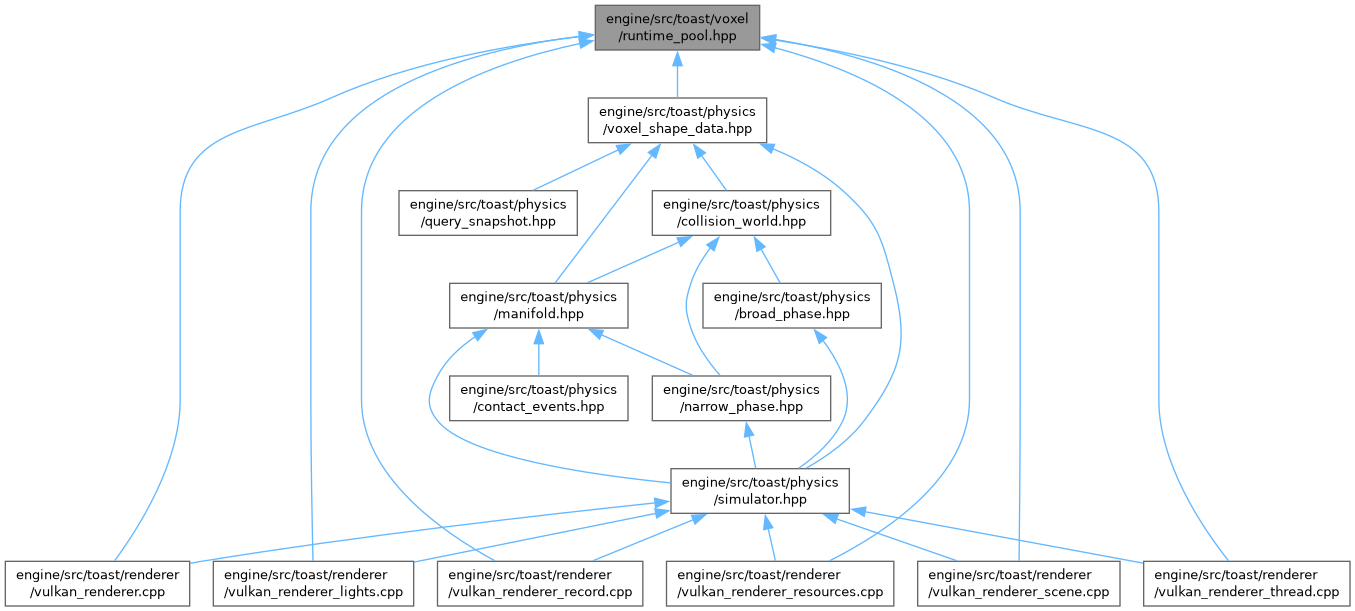 engine/src/toast/voxel
/runtime_pool.hpp
engine/src/toast/physics
/voxel_shape_data.hpp
engine/src/toast/physics
/query_snapshot.hpp
engine/src/toast/physics
/collision_world.hpp
engine/src/toast/physics
/manifold.hpp
engine/src/toast/physics
/broad_phase.hpp
engine/src/toast/physics
/contact_events.hpp
engine/src/toast/physics
/narrow_phase.hpp
engine/src/toast/physics
/simulator.hpp
engine/src/toast/renderer
/vulkan_renderer.cpp
engine/src/toast/renderer
/vulkan_renderer_lights.cpp
engine/src/toast/renderer
/vulkan_renderer_record.cpp
engine/src/toast/renderer
/vulkan_renderer_resources.cpp
engine/src/toast/renderer
/vulkan_renderer_scene.cpp
engine/src/toast/renderer
/vulkan_renderer_thread.cpp